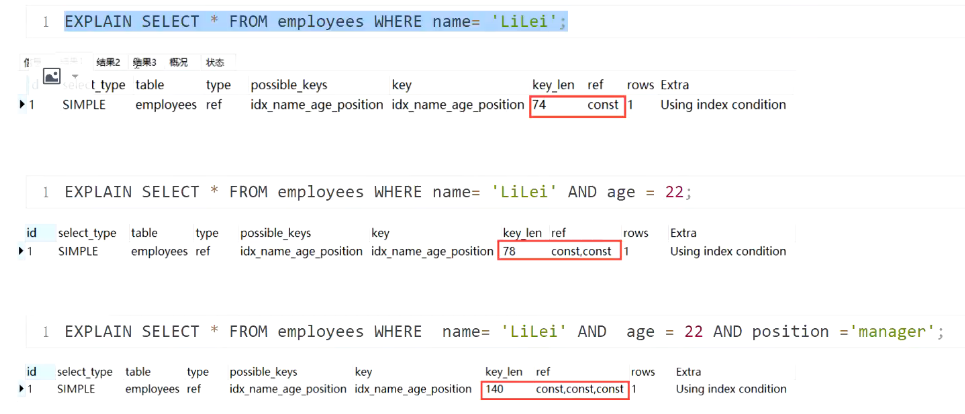 1 EXPLAIN SELECT * FROM employees WHERE name= 'LiLei';
结果2 结果3 概况 状态
select_type table type possible_keys key key_len ref rows Extra
1 SIMPLE employees ref idx_name_age_position idx_name_age_position 74 const 1 Using index condition
1 EXPLAIN SELECT * FROM employees WHERE name= 'LiLei' AND age = 22;
id select_type table type possible_keys key key_len ref rows Extra
1 SIMPLE employees ref idx_name_age_position idx_name_age_position 78 const,const 1 Using index condition
1 EXPLAIN SELECT * FROM employees WHERE name= 'LiLei' AND age = 22 AND position ='manager';
id select_type table type possible_keys key key_len ref rows Extra
1 SIMPLE employees ref idx_name_age_position idx_name_age_position 140 const,const,const 1 Using index condition